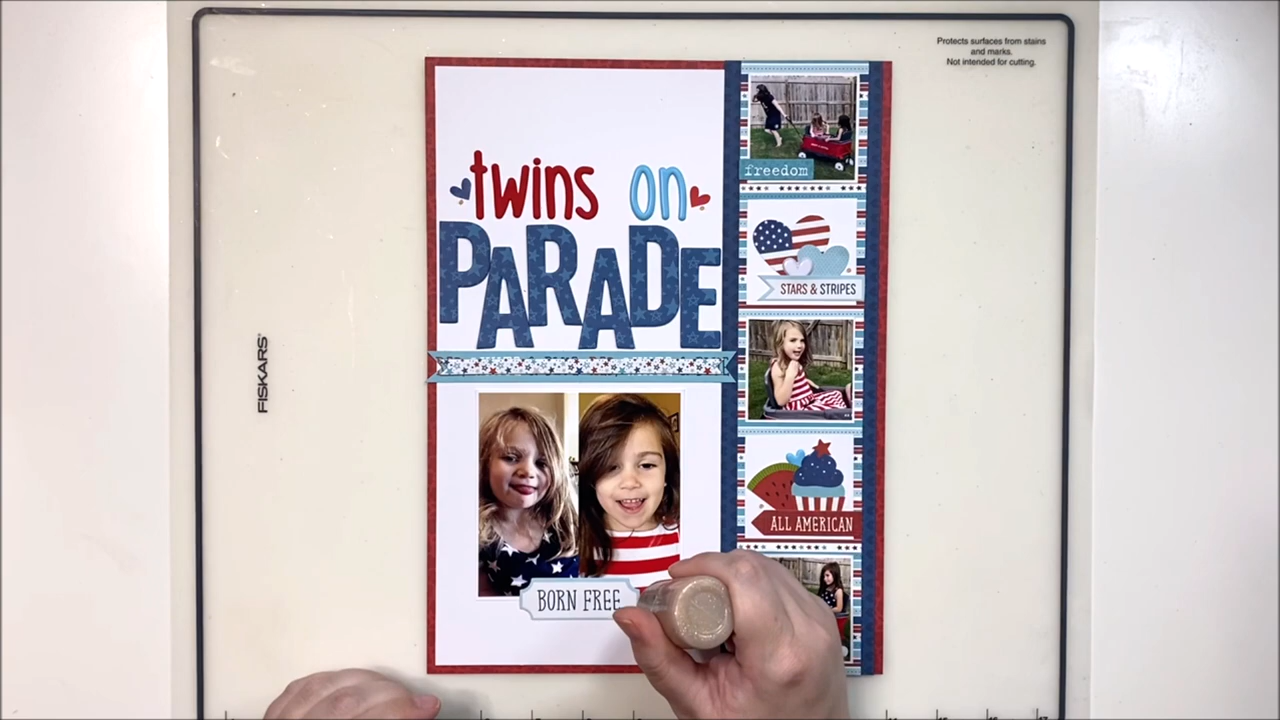 Protects surfaces from stains
and marks.
Not intended for cutting.
FISKARS
twins on
PARADE
freedom
STARS & STRIPES
ALL AMERICAN
BORN FREE